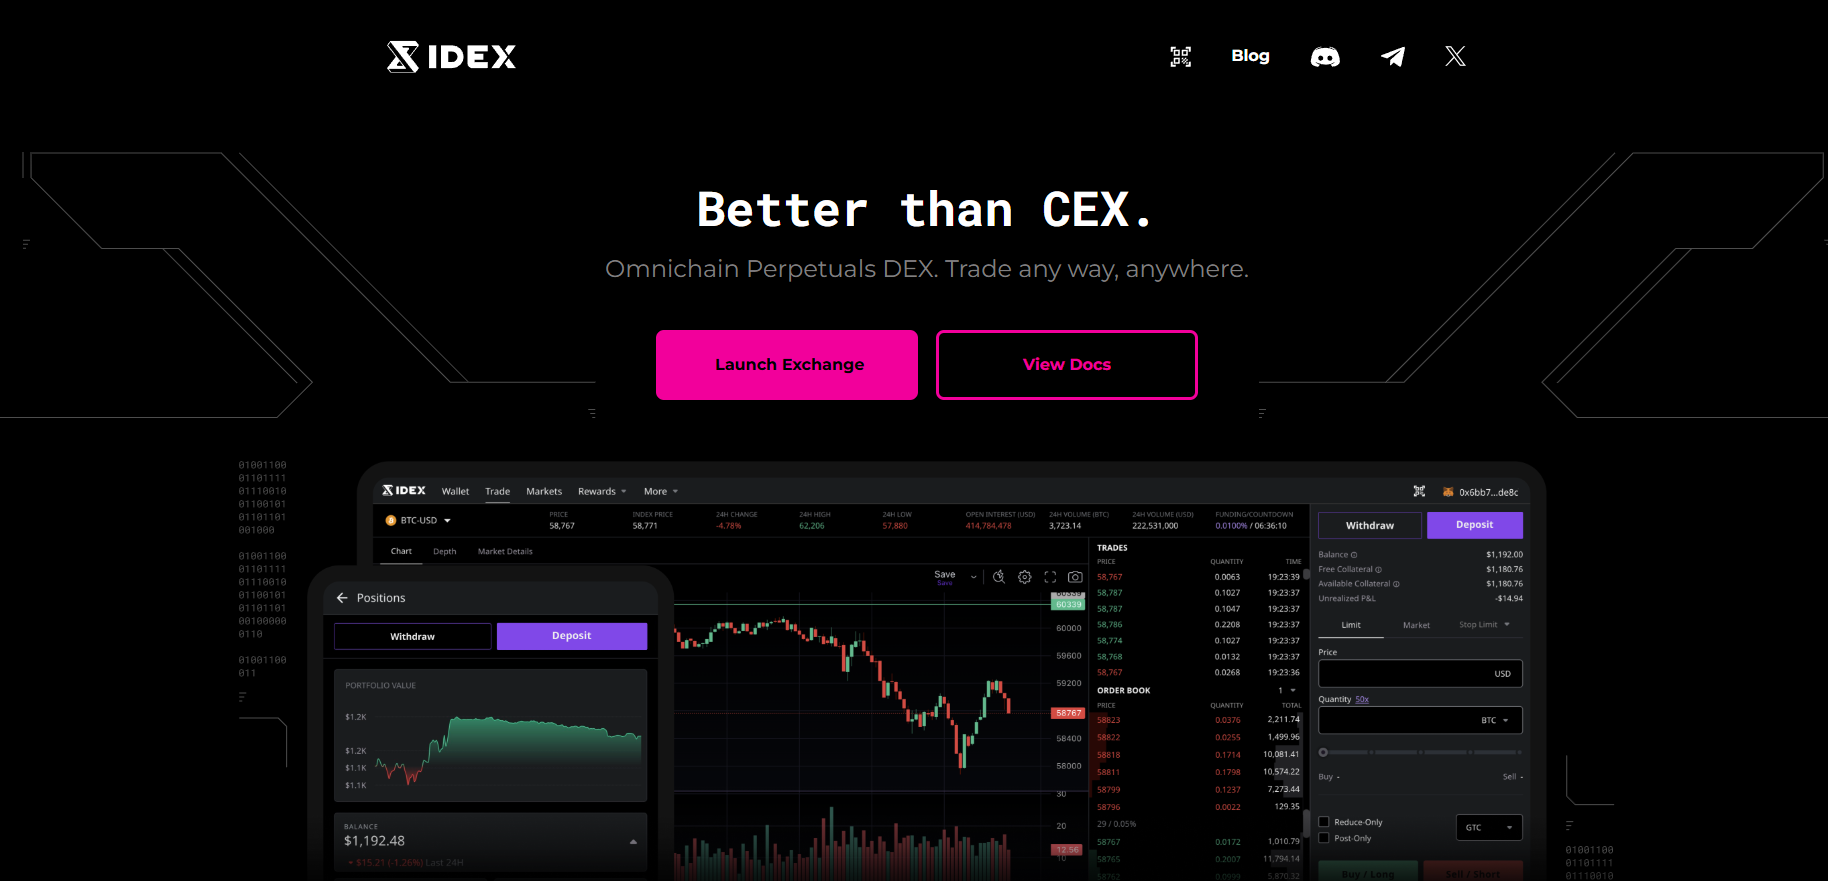 IDEX
Blog
Better than CEX.
Omnichain Perpetuals DEX. Trade any way, anywhere.
Launch Exchange
View Docs
01001100
01101111
01110010
01100101
01101101
001000
01001100
01101111
01110010
01100101
01101101
00100000
0110
01001100
011
IDEX Wallet Trade Markets Rewards More 0x6bb7...de8c
BTC-USD
PRICE
58,767
INDEX PRICE
58,771
24H CHANGE
-4.78%
24H HIGH
62,206
24H LOW
57,880
OPEN INTEREST (USD)
414,784,478
24H VOLUME (BTC)
3,723.14
24H VOLUME (USD)
222,531,000
FUNDING/COUNTDOWN
0.0100% / 06:36:10
Chart Depth Market Details
Save
Save
60339
60339
60000
59600
59200
58767
58400
58000
30
20
12.56
10
TRADES
PRICE QUANTITY TIME
58,767 0.0063 19:23:39
58,787 0.1027 19:23:37
58,787 0.1047 19:23:37
58,786 0.2208 19:23:37
58,774 0.1027 19:23:37
58,768 0.0132 19:23:37
58,767 0.0268 19:23:36
ORDER BOOK 1
PRICE QUANTITY TOTAL
58823 0.0376 2,211.74
58822 0.0255 1,499.96
58818 0.1714 10,081.41
58811 0.1798 10,574.22
58799 0.1237 7,273.44
58796 0.0022 129.35
29 / 0.05%
58767 0.0172 1,010.79
58765 0.2007 11,794.14
58762 0.0999 5,870.32
Withdraw Deposit
Balance $1,192.00
Free Collateral $1,180.76
Available Collateral $1,180.76
Unrealized P&L -$14.94
Limit Market Stop Limit
Price
USD
Quantity 50x
BTC
Buy - Sell -
Reduce-Only
Post-Only
GTC
Buy / Long Sell / Short
Positions
Withdraw Deposit
PORTFOLIO VALUE
$1.2K
$1.2K
$1.1K
$1.1K
BALANCE
$1,192.48
$15.21 (-1.26%) Last 24H
01001100
01101111
01110010